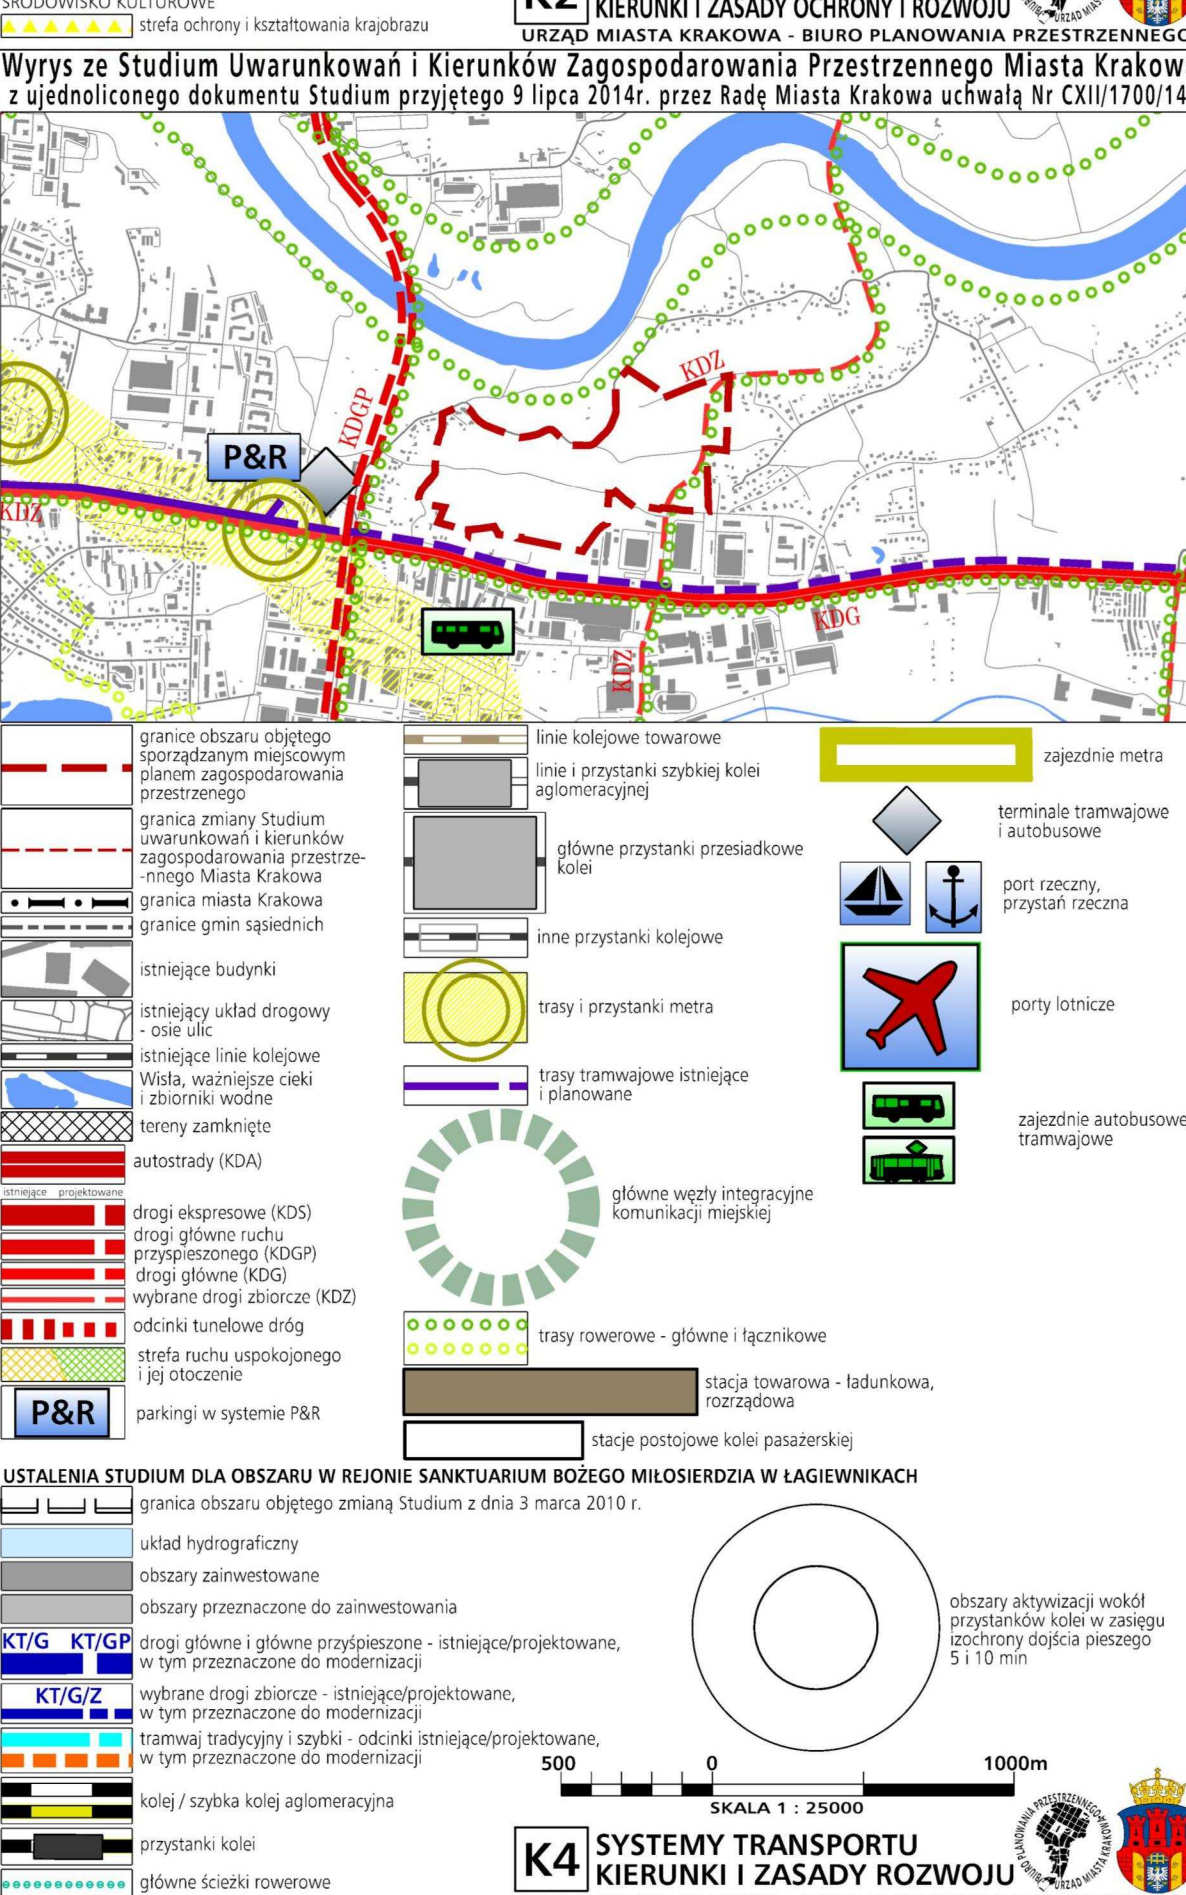 ŚRODOWISKO KULTUROWE
strefa ochrony i kształtowania krajobrazu
K2 KIERUNKI I ZASADY OCHRONY I ROZWOJU
URZĄD MIASTA KRAKOWA - BIURO PLANOWANIA PRZESTRZENNEGO
Wyrys ze Studium Uwarunkowań i Kierunków Zagospodarowania Przestrzennego Miasta Krakow
z ujednoliconego dokumentu Studium przyjętego 9 lipca 2014r. przez Radę Miasta Krakowa uchwałą Nr CXII/1700/14
KDZ
KDGP
P&R
KDZ
KDG
KDZ
granice obszaru objętego
sporządzanym miejscowym
planem zagospodarowania
przestrzenego
granica zmiany Studium
uwarunkowań i kierunków
zagospodarowania przestrze-
-nnego Miasta Krakowa
granica miasta Krakowa
granice gmin sąsiednich
istniejące budynki
istniejący układ drogowy
- osie ulic
istniejące linie kolejowe
Wisła, ważniejsze cieki
i zbiorniki wodne
tereny zamknięte
autostrady (KDA)
istniejące projektowane
drogi ekspresowe (KDS)
drogi główne ruchu
przyspieszonego (KDGP)
drogi główne (KDG)
wybrane drogi zbiorcze (KDZ)
odcinki tunelowe dróg
strefa ruchu uspokojonego
i jej otoczenie
P&R parkingi w systemie P&R
linie kolejowe towarowe
linie i przystanki szybkiej kolei
aglomeracyjnej
główne przystanki przesiadkowe
kolei
inne przystanki kolejowe
trasy i przystanki metra
trasy tramwajowe istniejące
i planowane
główne węzły integracyjne
komunikacji miejskiej
trasy rowerowe - główne i łącznikowe
stacja towarowa - ładunkowa,
rozrządowa
stacje postojowe kolei pasażerskiej
zajezdnie metra
terminale tramwajowe
i autobusowe
port rzeczny,
przystań rzeczna
porty lotnicze
zajezdnie autobusowe
tramwajowe
USTALENIA STUDIUM DLA OBSZARU W REJONIE SANKTUARIUM BOŻEGO MIŁOSIERDZIA W ŁAGIEWNIKACH
granica obszaru objętego zmianą Studium z dnia 3 marca 2010 r.
układ hydrograficzny
obszary zainwestowane
obszary przeznaczone do zainwestowania
KT/G KT/GP drogi główne i główne przyśpieszone - istniejące/projektowane,
w tym przeznaczone do modernizacji
KT/G/Z wybrane drogi zbiorcze - istniejące/projektowane,
w tym przeznaczone do modernizacji
tramwaj tradycyjny i szybki - odcinki istniejące/projektowane,
w tym przeznaczone do modernizacji
kolej / szybka kolej aglomeracyjna
przystanki kolei
główne ścieżki rowerowe
obszary aktywizacji wokół
przystanków kolei w zasięgu
izochrony dojścia pieszego
5 i 10 min
500 0 1000m
SKALA 1 : 25000
K4 SYSTEMY TRANSPORTU
KIERUNKI I ZASADY ROZWOJU